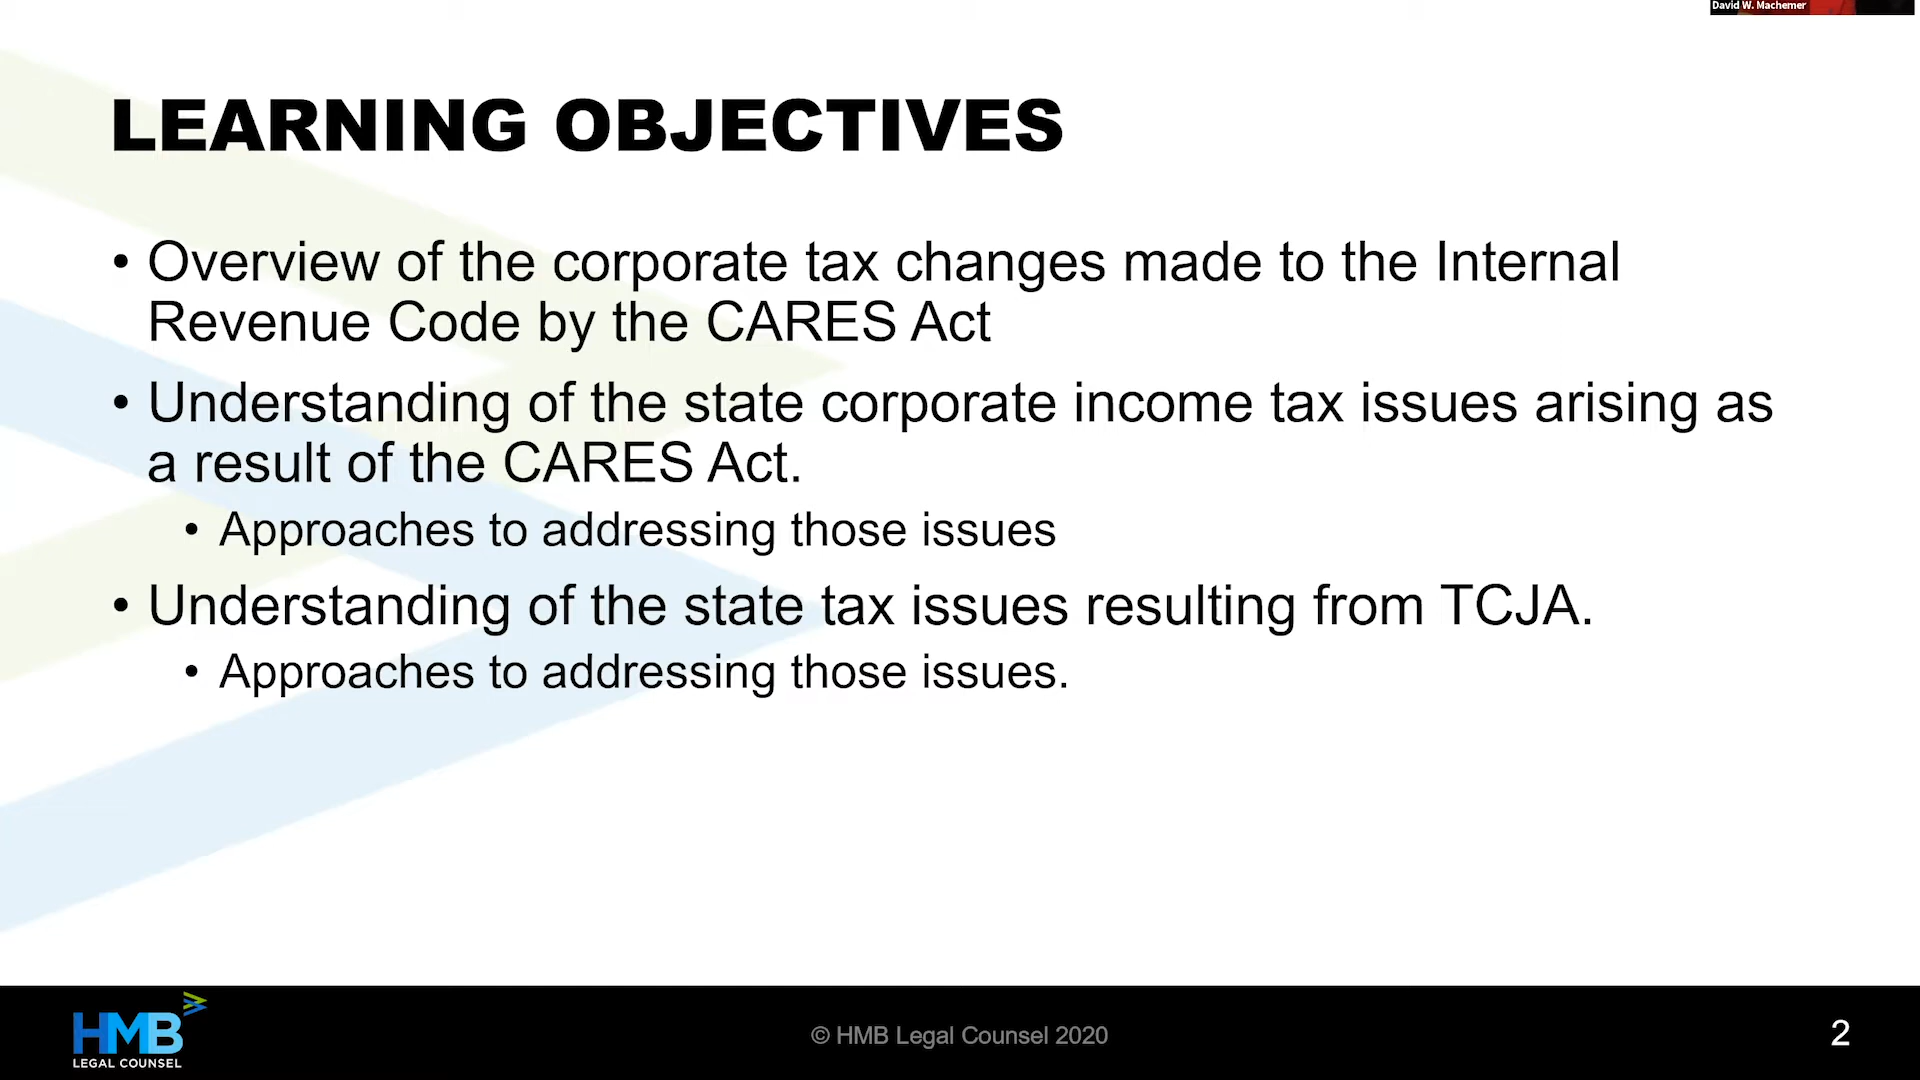 David W. Machemer
LEARNING OBJECTIVES
• Overview of the corporate tax changes made to the Internal
Revenue Code by the CARES Act
• Understanding of the state corporate income tax issues arising as
a result of the CARES Act.
• Approaches to addressing those issues
• Understanding of the state tax issues resulting from TCJA.
• Approaches to addressing those issues.
HMB
LEGAL COUNSEL
© HMB Legal Counsel 2020
2